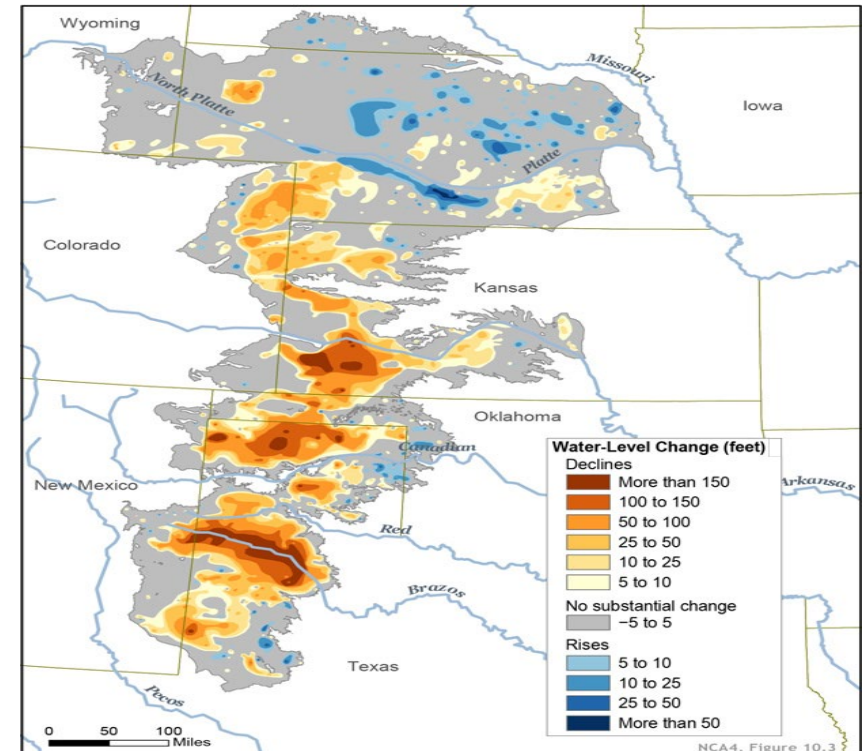 Wyoming
Missouri
North Platte
Iowa
Platte
Colorado
Kansas
Oklahoma
Canadian
New Mexico
Arkansas
Red
Brazos
Texas
Pecos
Water-Level Change (feet)
Declines
More than 150
100 to 150
50 to 100
25 to 50
10 to 25
5 to 10
No substantial change
−5 to 5
Rises
5 to 10
10 to 25
25 to 50
More than 50
0 50 100
Miles
NCA4, Figure 10.3